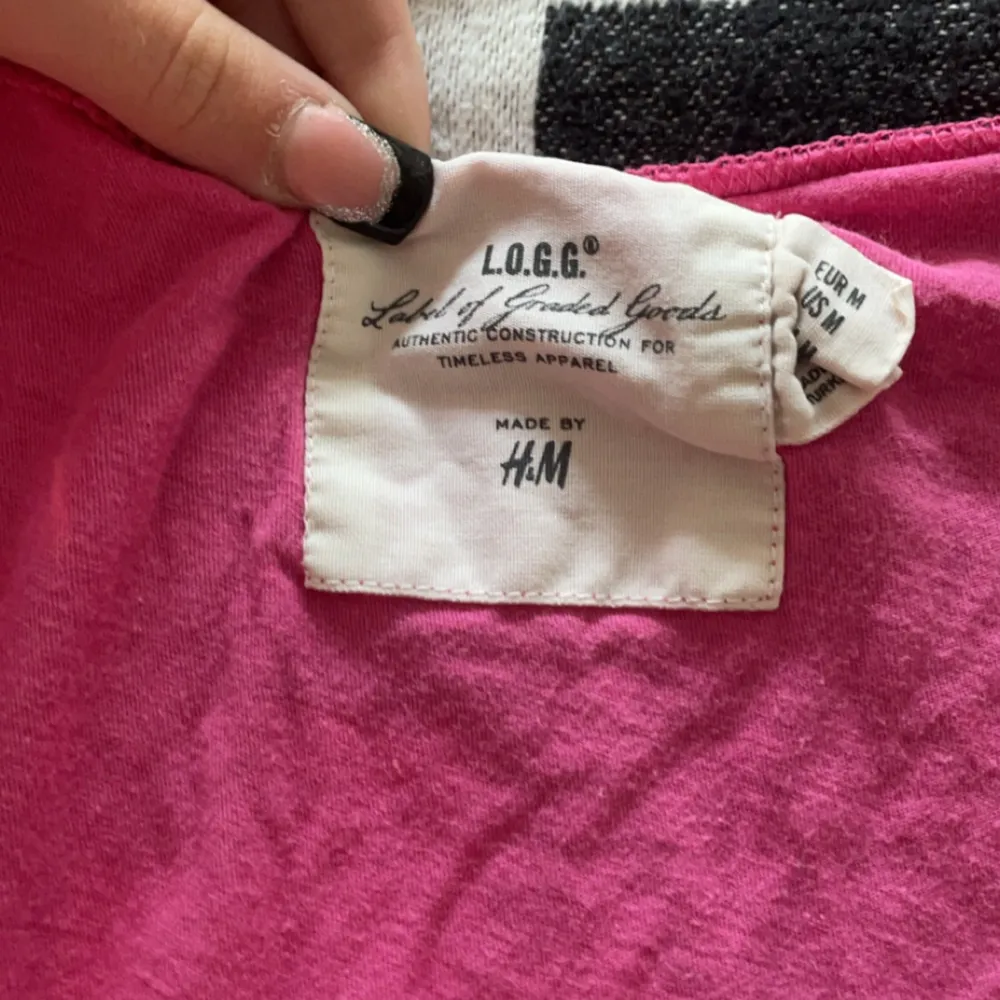 L.O.G.G.®
Label of Graded Goods
AUTHENTIC CONSTRUCTION FOR
TIMELESS APPAREL
MADE BY
H&M
EUR M
US M
M